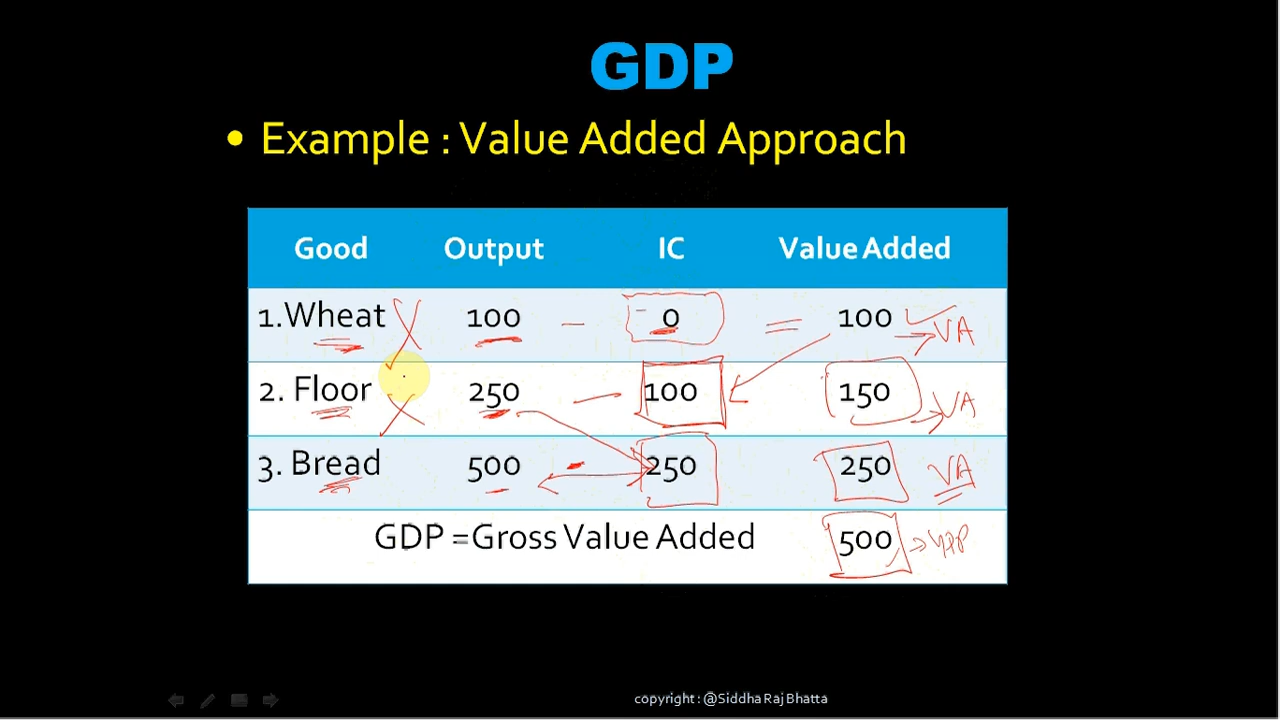 GDP
• Example : Value Added Approach
Good Output IC Value Added
1.Wheat 100 - 0 = 100 → VA
2. Floor 250 - 100 150 → VA
3. Bread 500 - 250 250 VA
GDP =Gross Value Added 500 →
copyright : @Siddha Raj Bhatta